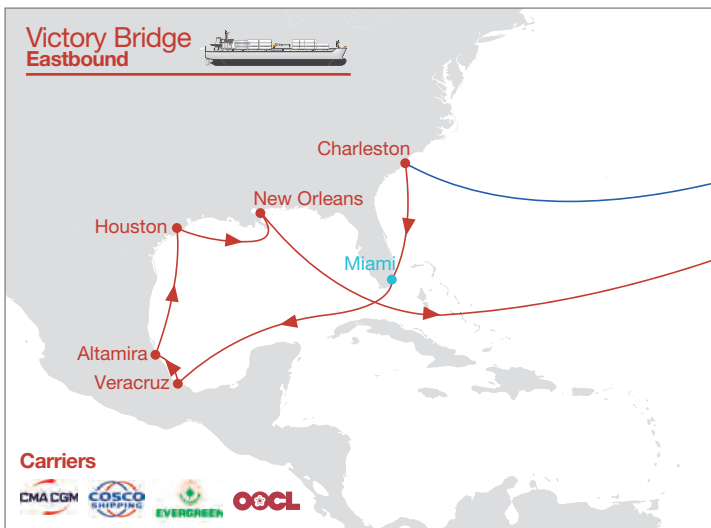 Victory Bridge
Eastbound
Charleston
New Orleans
Houston
Miami
Altamira
Veracruz
Carriers
CMA CGM
COSCO
SHIPPING
EVERGREEN
OOCL